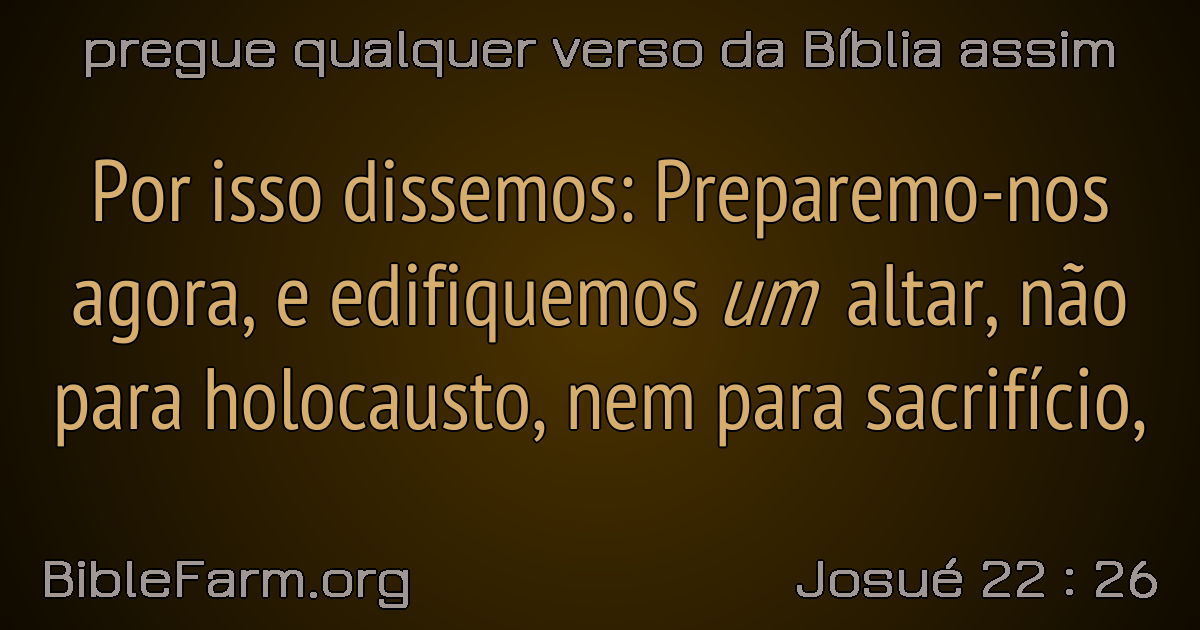 pregue qualquer verso da Bíblia assim
Por isso dissemos: Preparemo-nos
agora, e edifiquemos um altar, não
para holocausto, nem para sacrifício,
BibleFarm.org
Josué 22 : 26